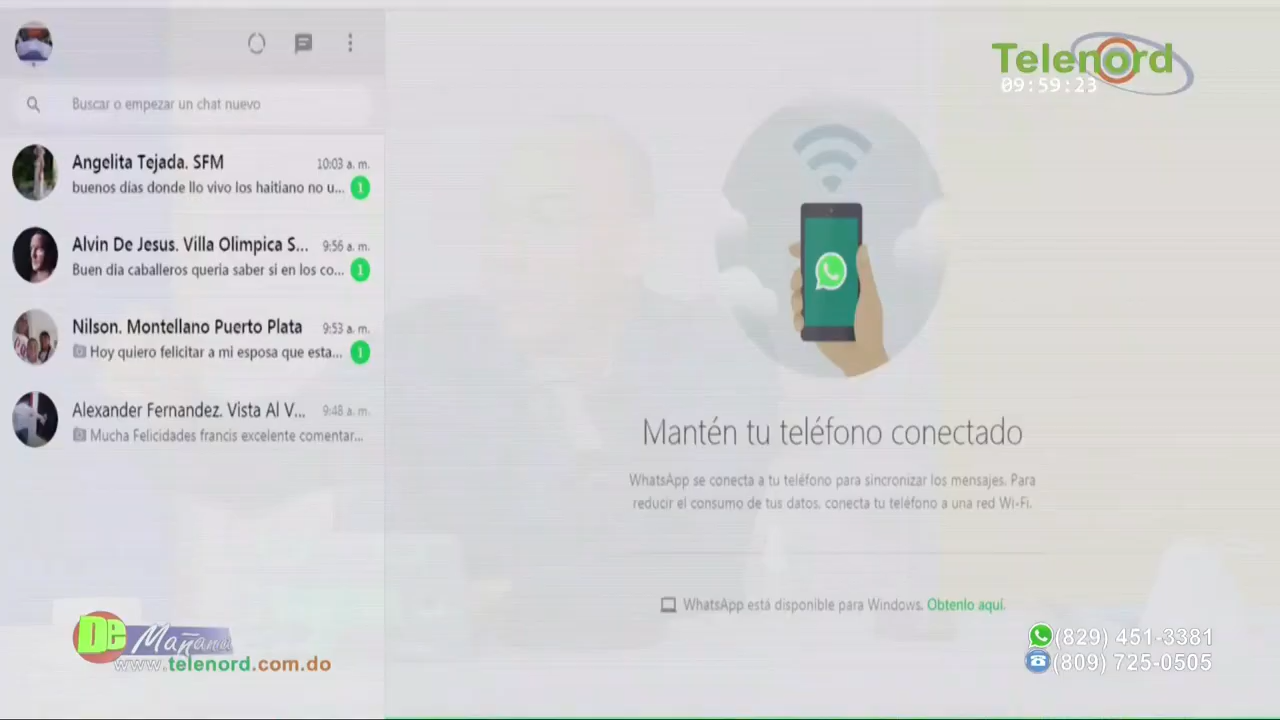 Telenord
09:59:23
Buscar o empezar un chat nuevo
Angelita Tejada. SFM
10:03 a. m.
buenos días donde llo vivo los haitiano no u...
1
Alvin De Jesus. Villa Olimpica S...
9:56 a. m.
Buen dia caballeros queria saber si en los co...
1
Nilson. Montellano Puerto Plata
9:53 a. m.
Hoy quiero felicitar a mi esposa que esta...
1
Alexander Fernandez. Vista Al V...
9:48 a. m.
Mucha Felicidades francis excelente comentar...
Mantén tu teléfono conectado
WhatsApp se conecta a tu teléfono para sincronizar los mensajes. Para
reducir el consumo de tus datos, conecta tu teléfono a una red Wi-Fi.
WhatsApp está disponible para Windows. Obtenlo aquí.
De Mañana
www.telenord.com.do
(829) 451-3381
(809) 725-0505